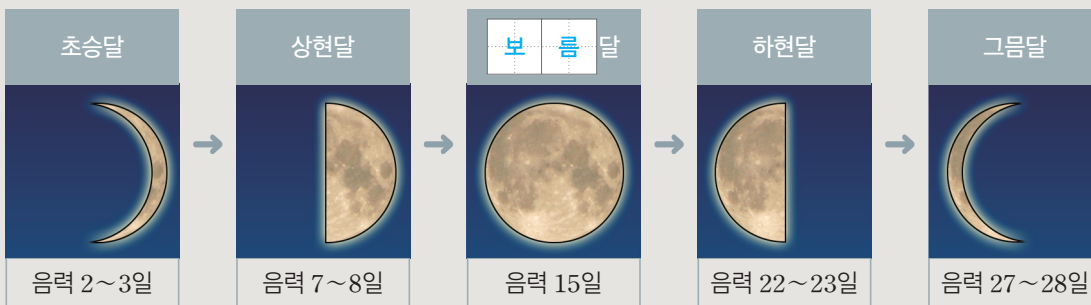 초승달
상현달
보름달
하현달
그믐달
음력 2~3일
음력 7~8일
음력 15일
음력 22~23일
음력 27~28일